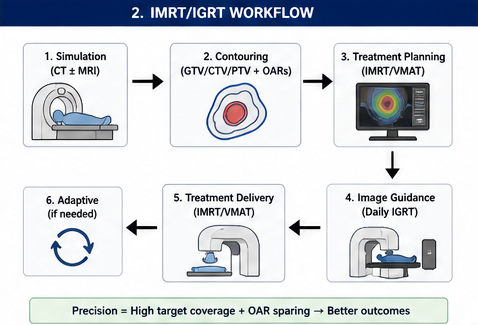 2. IMRT/IGRT WORKFLOW
1. Simulation
(CT ± MRI)
2. Contouring
(GTV/CTV/PTV + OARs)
3. Treatment Planning
(IMRT/VMAT)
4. Image Guidance
(Daily IGRT)
5. Treatment Delivery
(IMRT/VMAT)
6. Adaptive
(if needed)
Precision = High target coverage + OAR sparing → Better outcomes